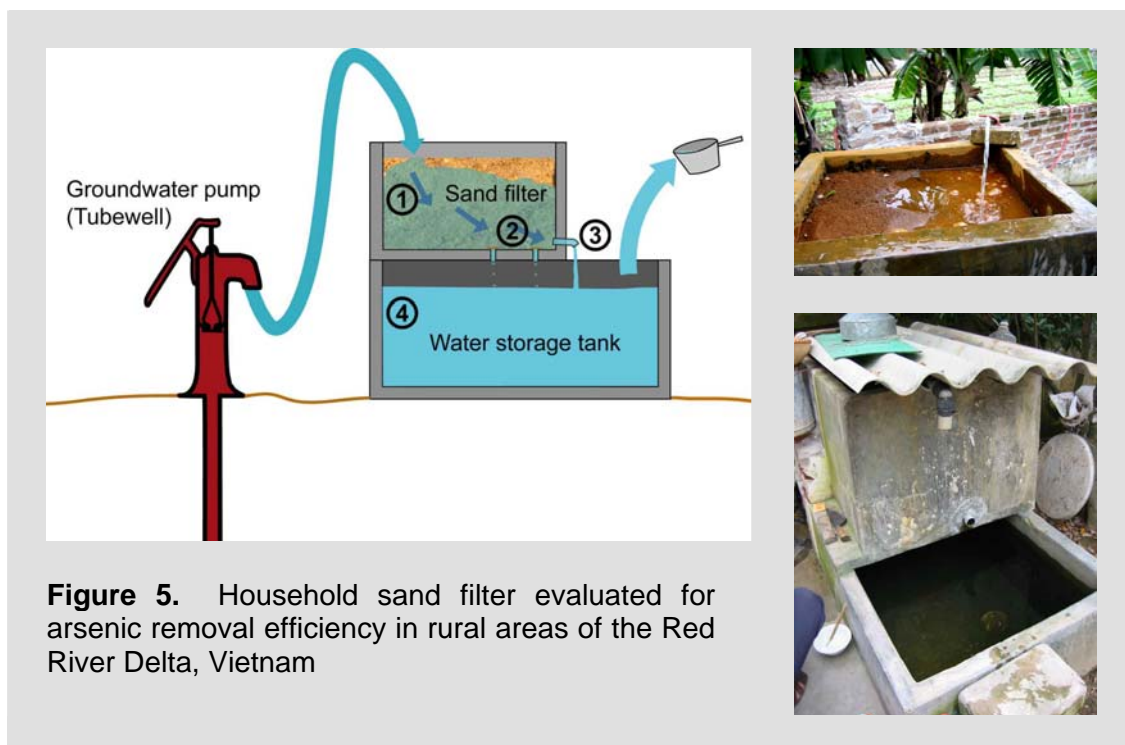 Groundwater pump
(Tubewell)
① Sand filter
② ③
④
Water storage tank
Figure 5. Household sand filter evaluated for
arsenic removal efficiency in rural areas of the Red
River Delta, Vietnam